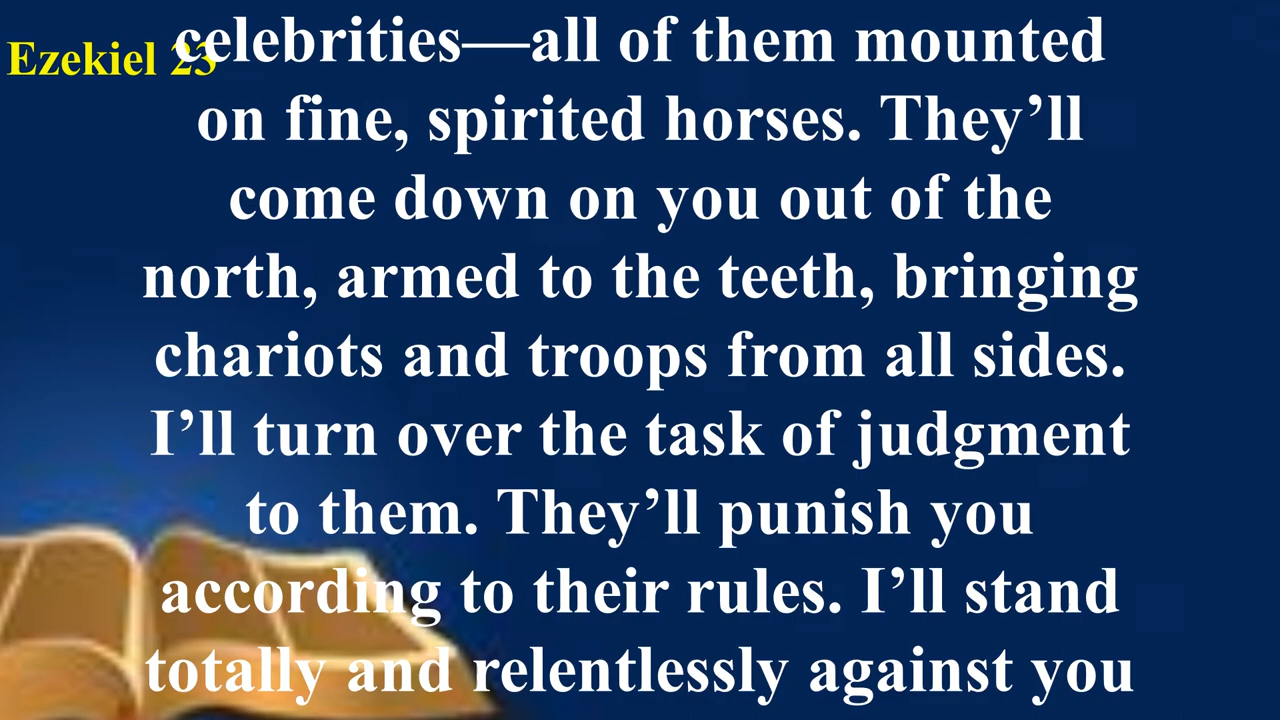 Ezekiel 23
celebrities—all of them mounted
on fine, spirited horses. They’ll
come down on you out of the
north, armed to the teeth, bringing
chariots and troops from all sides.
I’ll turn over the task of judgment
to them. They’ll punish you
according to their rules. I’ll stand
totally and relentlessly against you